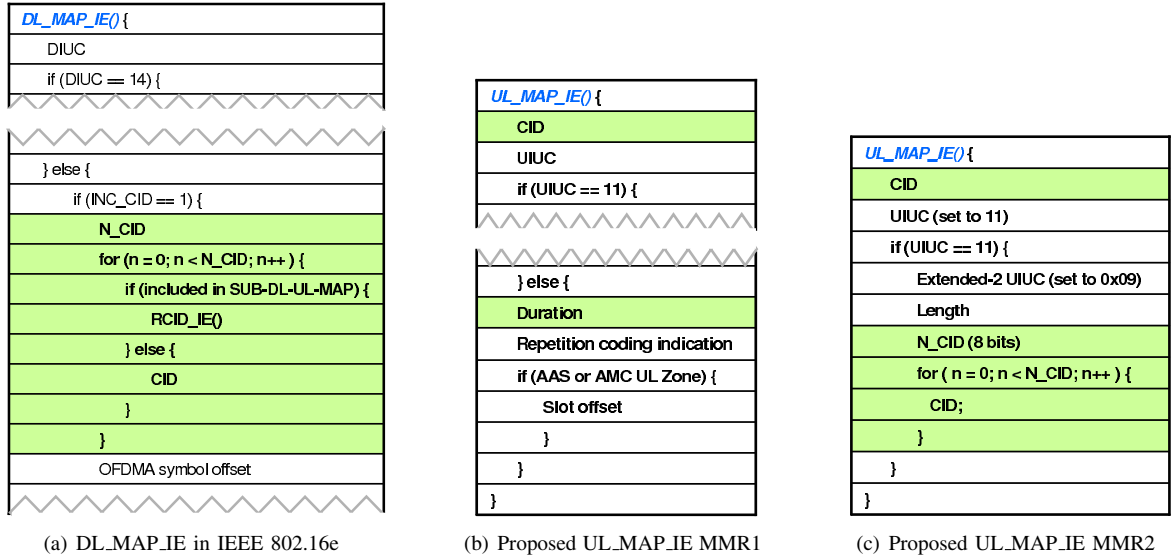 DL_MAP_IE() {
DIUC
if (DIUC == 14) {
} else {
if (INC_CID == 1) {
N_CID
for (n = 0; n < N_CID; n++ ) {
if (included in SUB-DL-UL-MAP) {
RCID_IE()
} else {
CID
}
}
OFDMA symbol offset
(a) DL_MAP_IE in IEEE 802.16e
UL_MAP_IE() {
CID
UIUC
if (UIUC == 11) {
} else {
Duration
Repetition coding indication
if (AAS or AMC UL Zone) {
Slot offset
}
}
}
(b) Proposed UL_MAP_IE MMR1
UL_MAP_IE() {
CID
UIUC (set to 11)
if (UIUC == 11) {
Extended-2 UIUC (set to 0x09)
Length
N_CID (8 bits)
for ( n = 0; n < N_CID; n++ ) {
CID;
}
}
}
(c) Proposed UL_MAP_IE MMR2